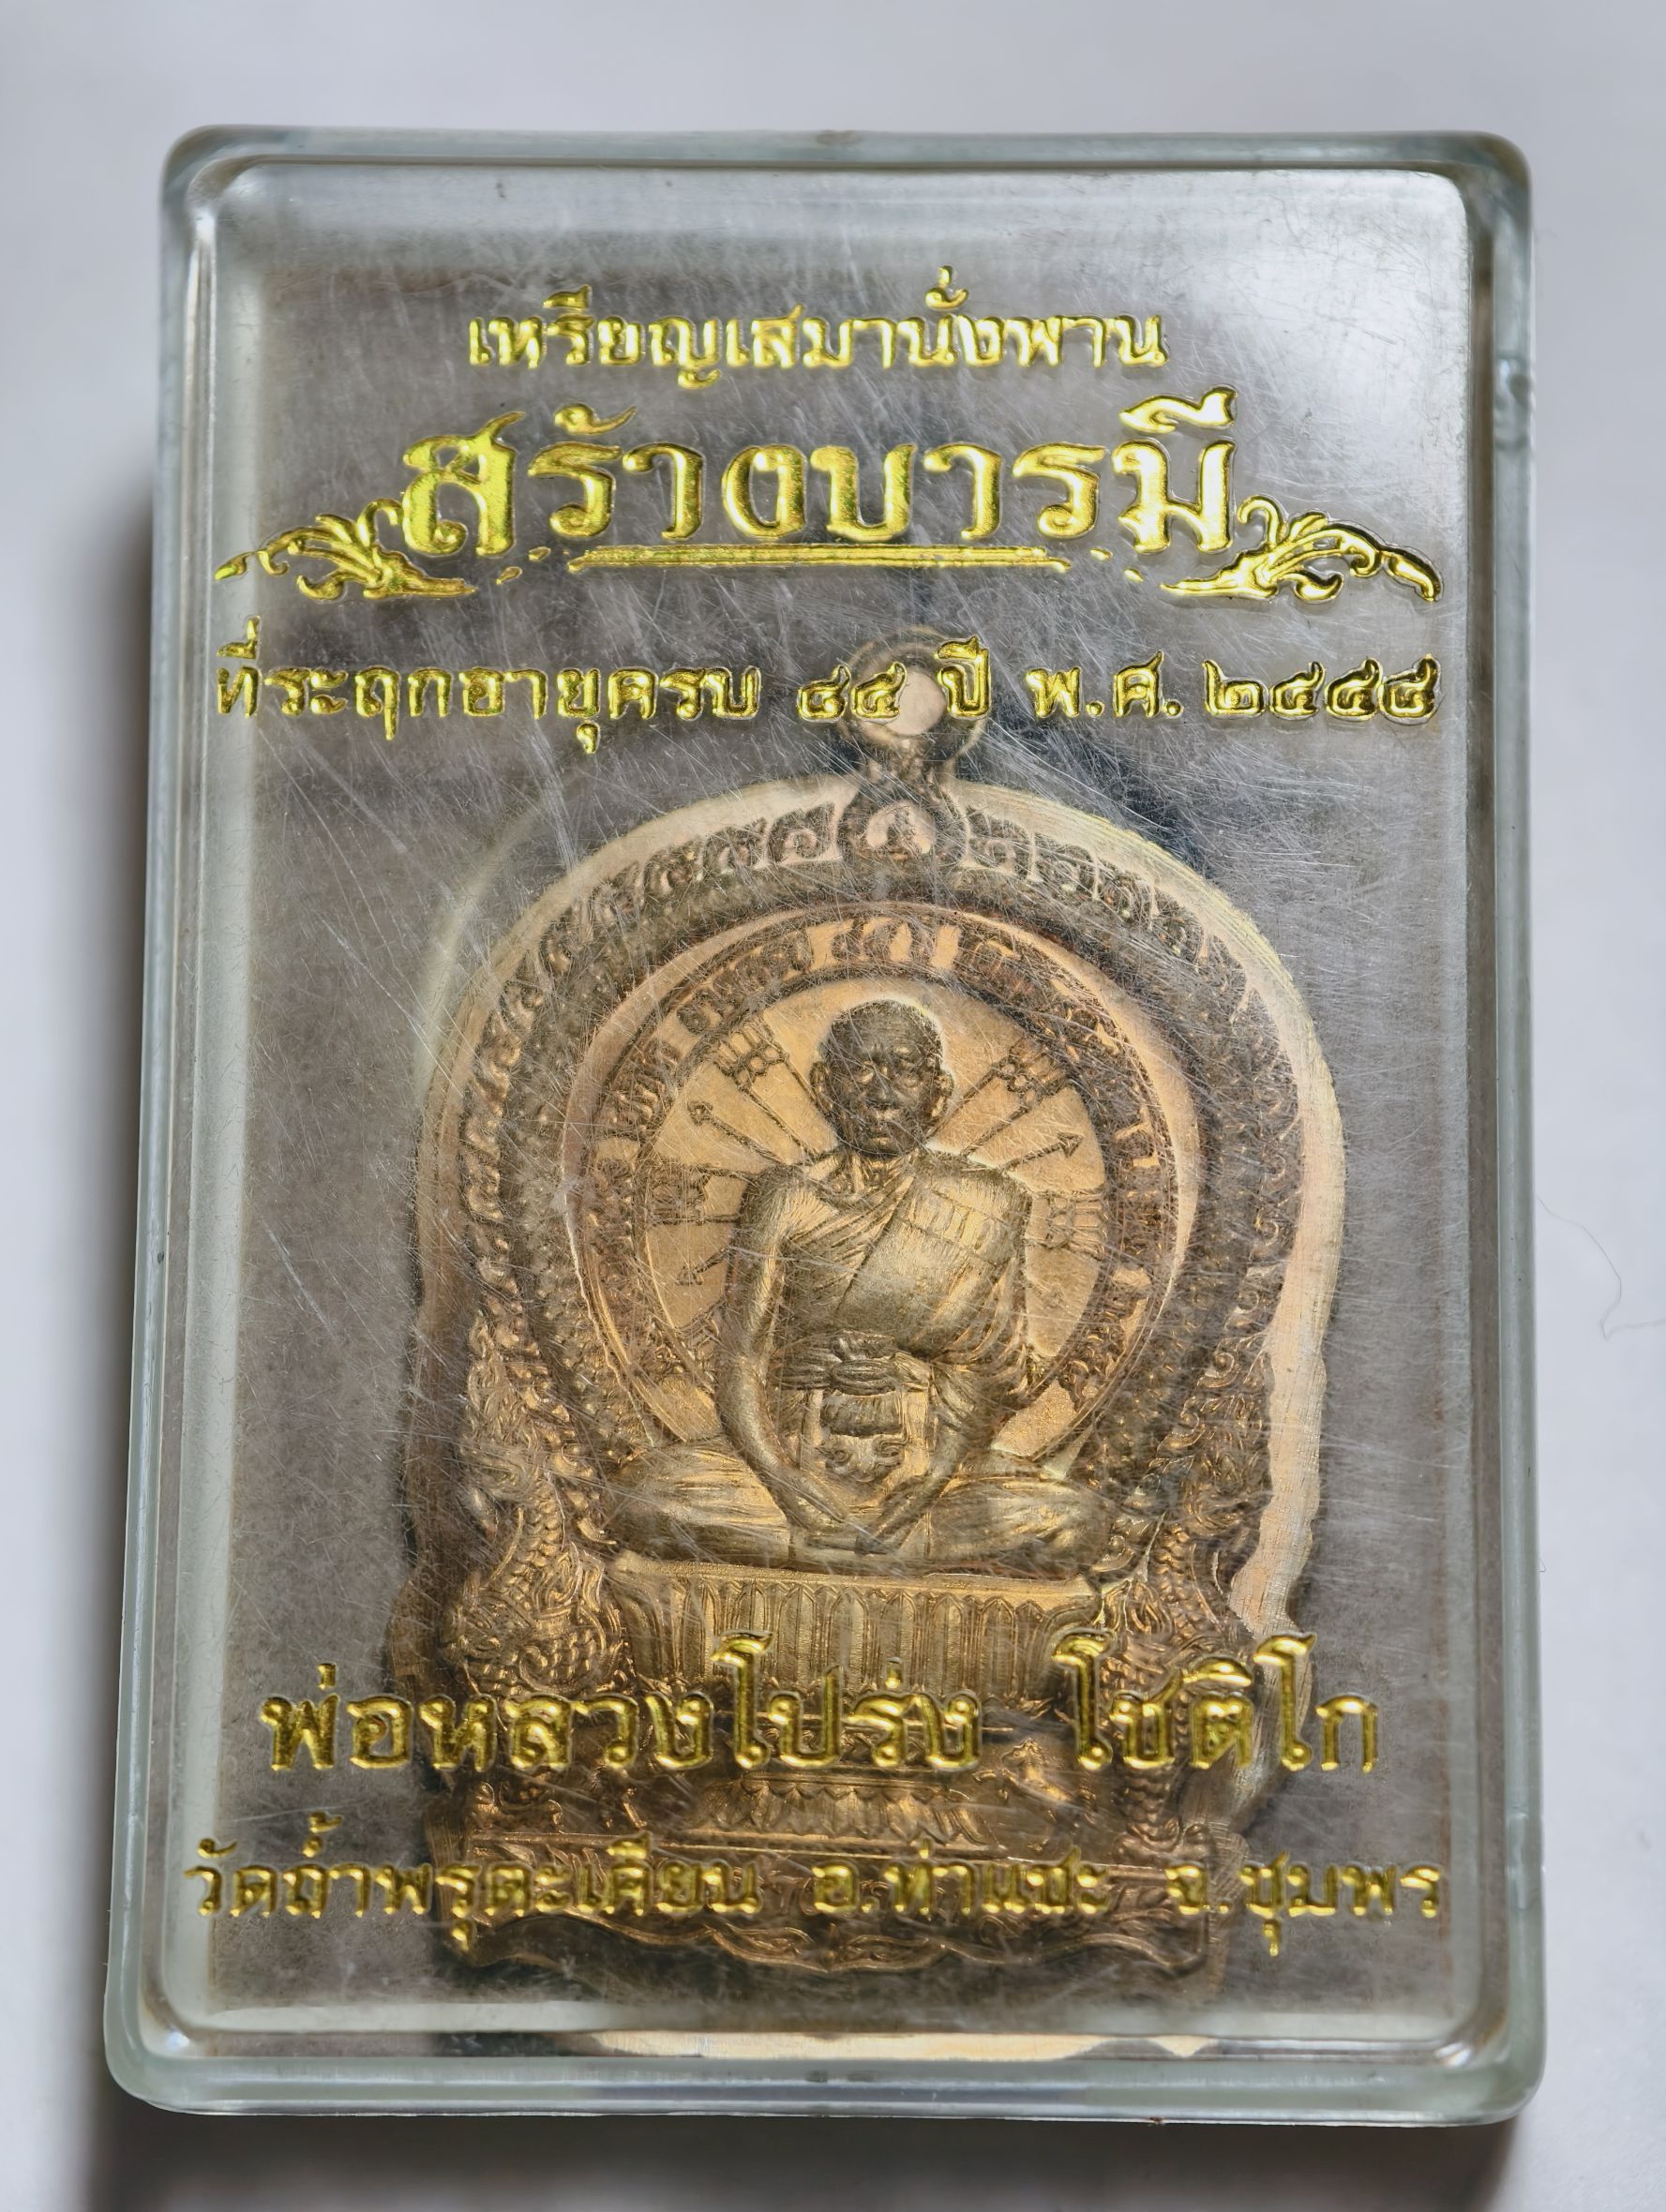 เหรียญเสมานั่งพาน
สร้างบารมี
ที่ระฤกอายุครบ ๘๕ ปี พ.ศ. ๒๕๕๘
พ่อหลวงโปร่ง โชติโก
วัดถ้ำพรุตะเคียน อ.ท่าแซะ จ.ชุมพร